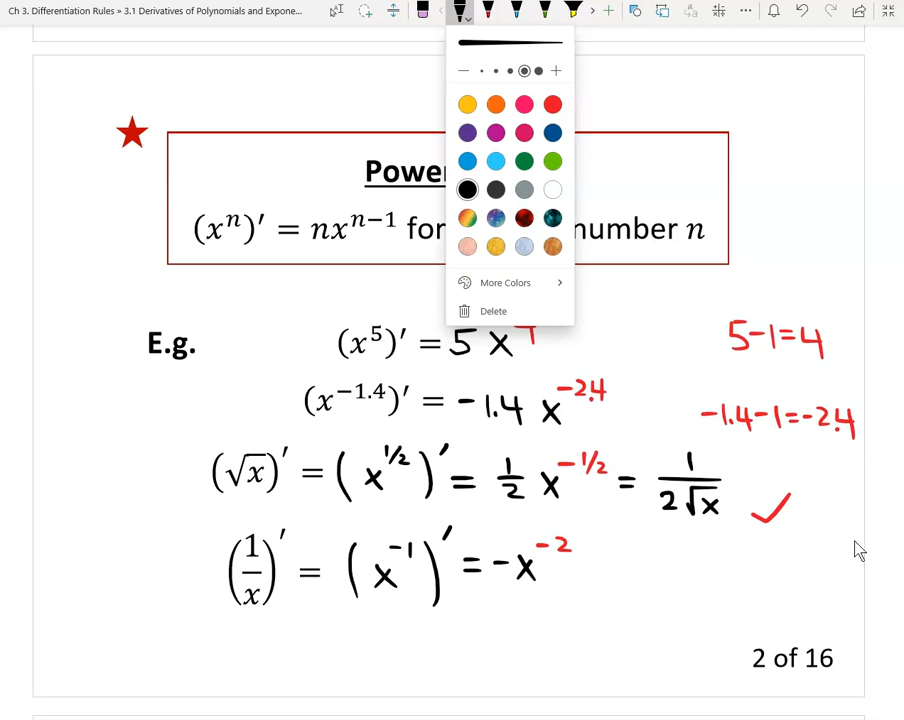 Ch 3. Differentiation Rules » 3.1 Derivatives of Polynomials and Expone...
Power
(xⁿ)′ = nxⁿ⁻¹ for number n
More Colors
Delete
E.g. (x⁵)′ = 5 x⁴ 5-1=4
(x⁻¹·⁴)′ = -1.4 x^-2.4 -1.4-1=-2.4
(√x)′ = (x^1/2)′ = 1/2 x^-1/2 = 1/(2√x) ✓
(1/x)′ = (x⁻¹)′ = -x⁻²
2 of 16